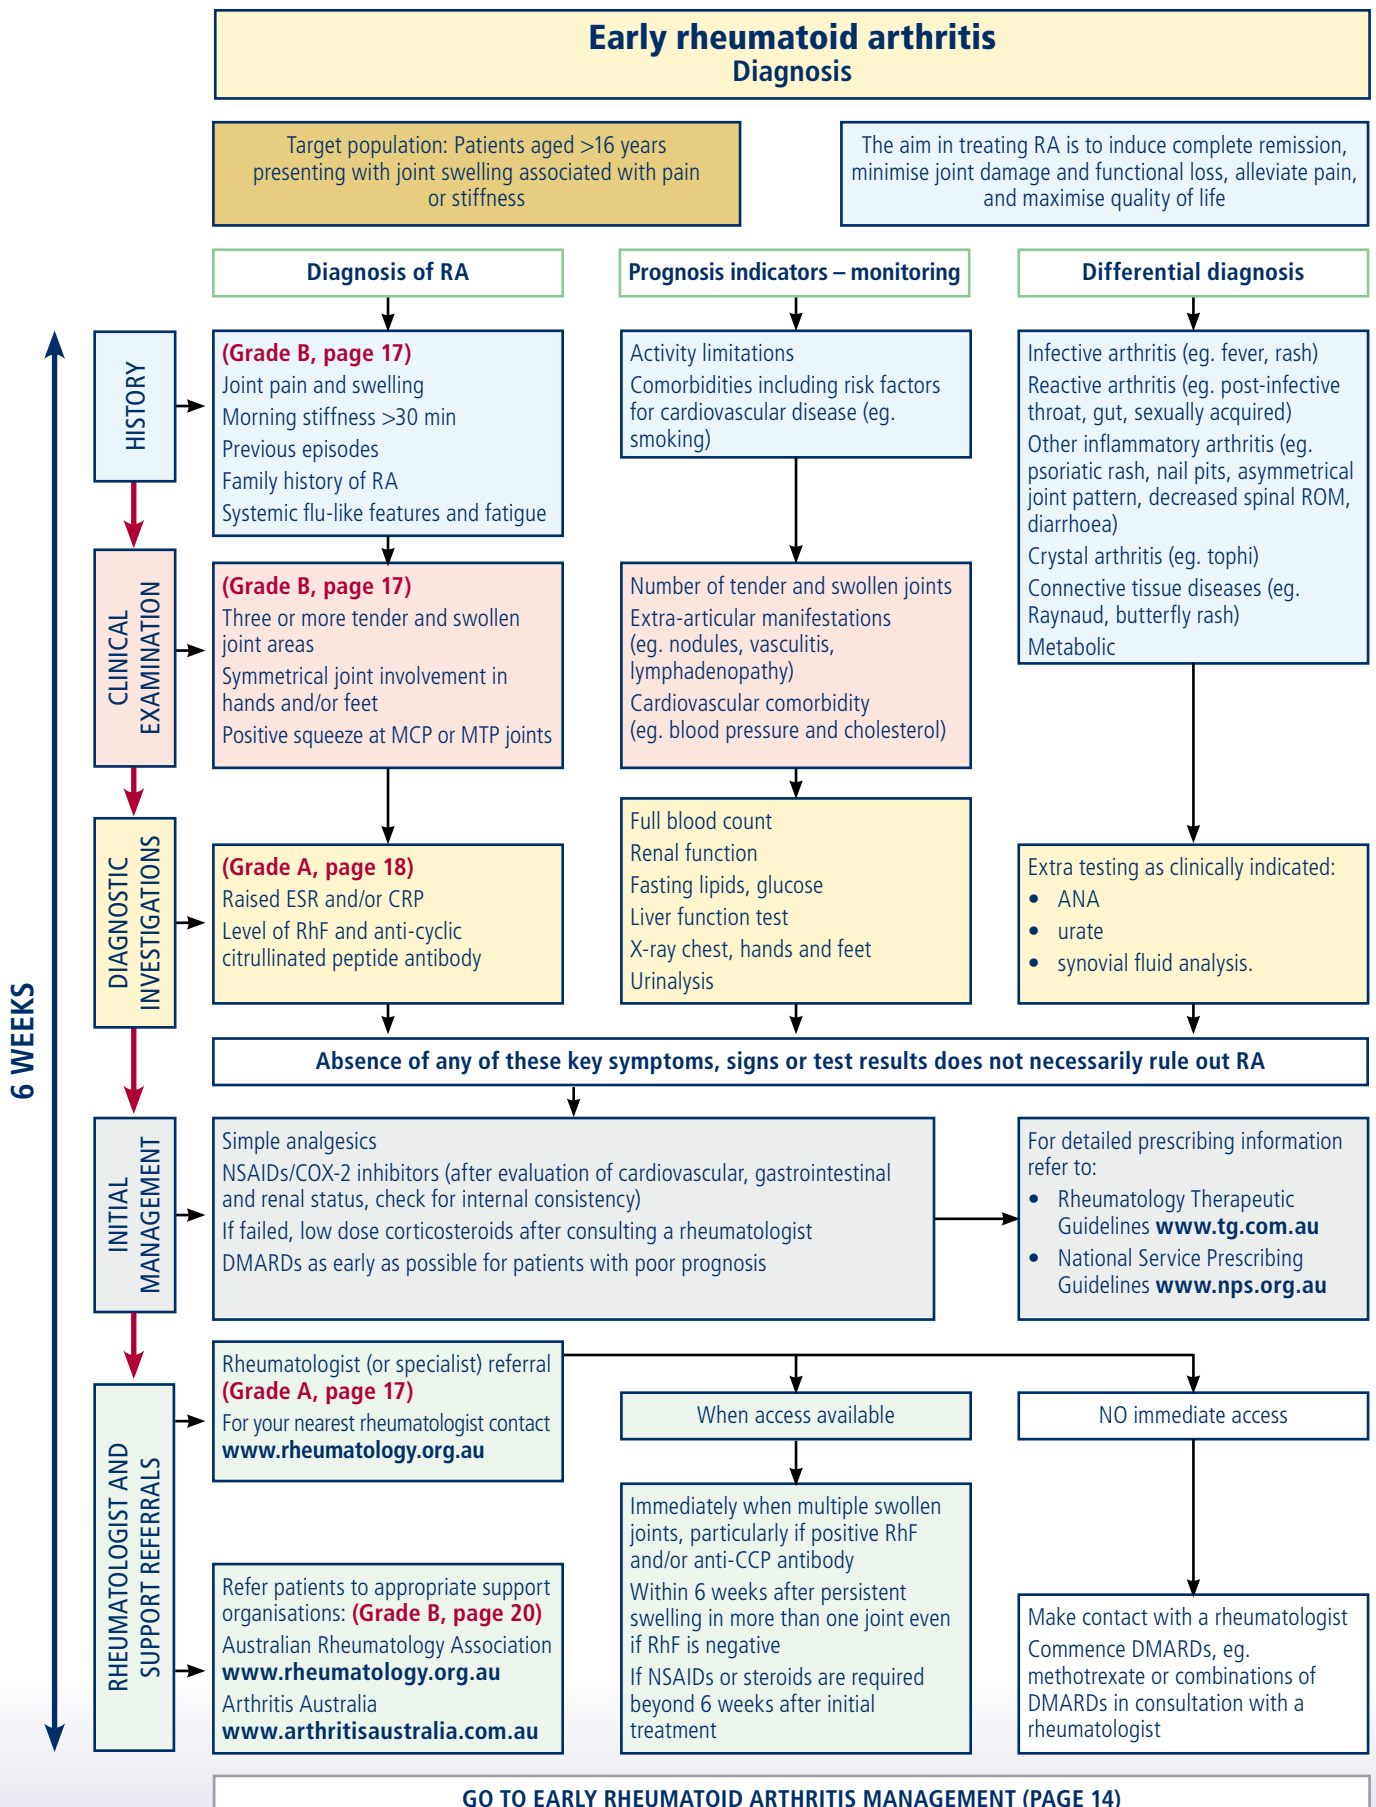 Early rheumatoid arthritis
Diagnosis
Target population: Patients aged >16 years
presenting with joint swelling associated with pain
or stiffness
The aim in treating RA is to induce complete remission,
minimise joint damage and functional loss, alleviate pain,
and maximise quality of life
Diagnosis of RA
Prognosis indicators – monitoring
Differential diagnosis
6 WEEKS
HISTORY
(Grade B, page 17)
Joint pain and swelling
Morning stiffness >30 min
Previous episodes
Family history of RA
Systemic flu-like features and fatigue
Activity limitations
Comorbidities including risk factors
for cardiovascular disease (eg.
smoking)
Infective arthritis (eg. fever, rash)
Reactive arthritis (eg. post-infective
throat, gut, sexually acquired)
Other inflammatory arthritis (eg.
psoriatic rash, nail pits, asymmetrical
joint pattern, decreased spinal ROM,
diarrhoea)
Crystal arthritis (eg. tophi)
Connective tissue diseases (eg.
Raynaud, butterfly rash)
Metabolic
CLINICAL
EXAMINATION
(Grade B, page 17)
Three or more tender and swollen
joint areas
Symmetrical joint involvement in
hands and/or feet
Positive squeeze at MCP or MTP joints
Number of tender and swollen joints
Extra-articular manifestations
(eg. nodules, vasculitis,
lymphadenopathy)
Cardiovascular comorbidity
(eg. blood pressure and cholesterol)
DIAGNOSTIC
INVESTIGATIONS
(Grade A, page 18)
Raised ESR and/or CRP
Level of RhF and anti-cyclic
citrullinated peptide antibody
Full blood count
Renal function
Fasting lipids, glucose
Liver function test
X-ray chest, hands and feet
Urinalysis
Extra testing as clinically indicated:
• ANA
• urate
• synovial fluid analysis.
Absence of any of these key symptoms, signs or test results does not necessarily rule out RA
INITIAL
MANAGEMENT
Simple analgesics
NSAIDs/COX-2 inhibitors (after evaluation of cardiovascular, gastrointestinal
and renal status, check for internal consistency)
If failed, low dose corticosteroids after consulting a rheumatologist
DMARDs as early as possible for patients with poor prognosis
For detailed prescribing information
refer to:
• Rheumatology Therapeutic
Guidelines www.tg.com.au
• National Service Prescribing
Guidelines www.nps.org.au
RHEUMATOLOGIST AND
SUPPORT REFERRALS
Rheumatologist (or specialist) referral
(Grade A, page 17)
For your nearest rheumatologist contact
www.rheumatology.org.au
Refer patients to appropriate support
organisations: (Grade B, page 20)
Australian Rheumatology Association
www.rheumatology.org.au
Arthritis Australia
www.arthritisaustralia.com.au
When access available
Immediately when multiple swollen
joints, particularly if positive RhF
and/or anti-CCP antibody
Within 6 weeks after persistent
swelling in more than one joint even
if RhF is negative
If NSAIDs or steroids are required
beyond 6 weeks after initial
treatment
NO immediate access
Make contact with a rheumatologist
Commence DMARDs, eg.
methotrexate or combinations of
DMARDs in consultation with a
rheumatologist
GO TO EARLY RHEUMATOID ARTHRITIS MANAGEMENT (PAGE 14)